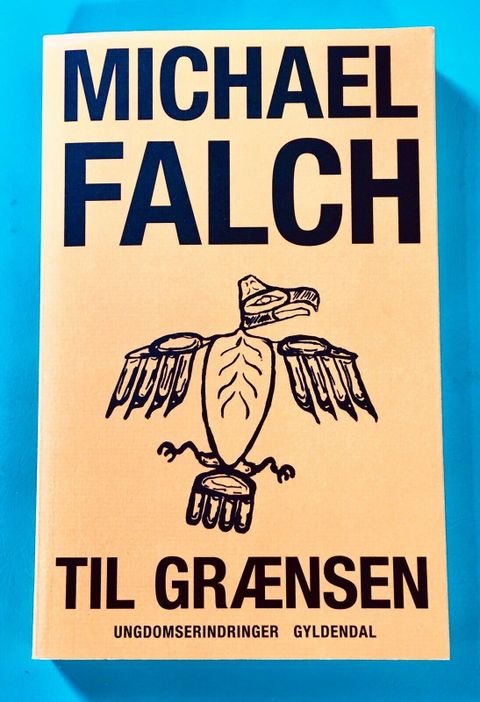 MICHAEL
FALCH
TIL GRÆNSEN
UNGDOMSERINDRINGER GYLDENDAL